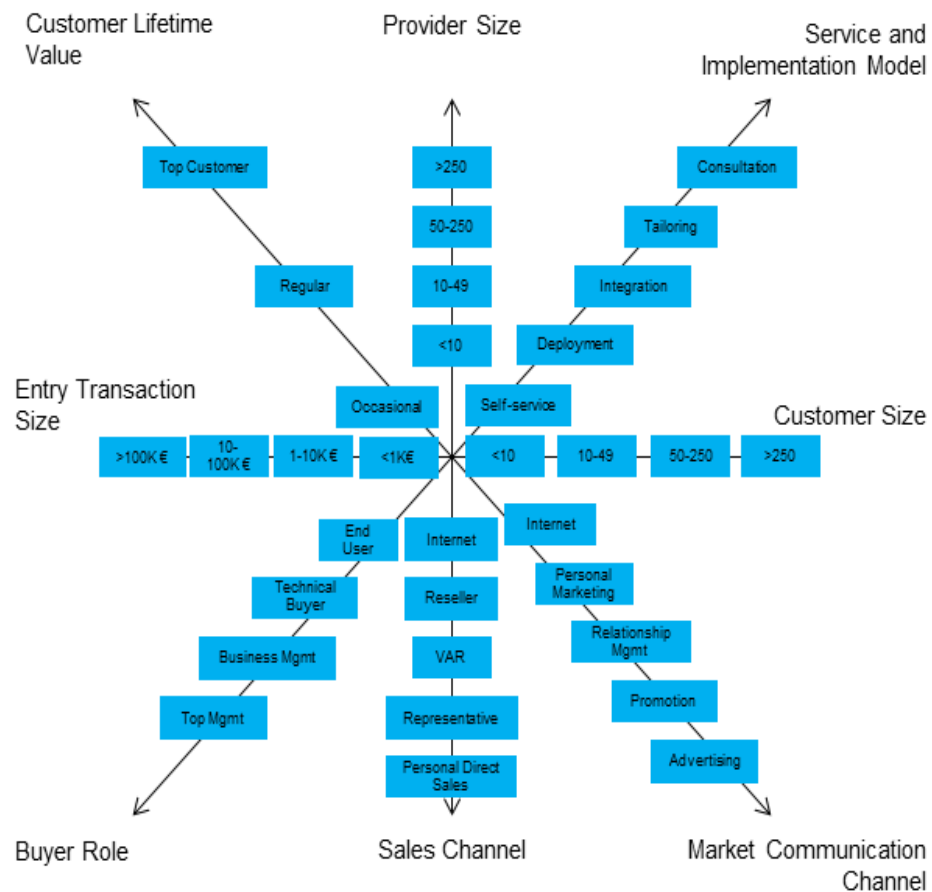 Customer Lifetime
Value
Provider Size
Service and
Implementation Model
Top Customer
>250
Consultation
50-250
Tailoring
Regular
10-49
Integration
<10
Deployment
Entry Transaction
Size
Occasional
Self-service
Customer Size
>100K €
10-
100K €
1-10K €
<1K€
<10
10-49
50-250
>250
End
User
Internet
Internet
Technical
Buyer
Reseller
Personal
Marketing
Business Mgmt
VAR
Relationship
Mgmt
Top Mgmt
Representative
Promotion
Personal Direct
Sales
Advertising
Buyer Role
Sales Channel
Market Communication
Channel